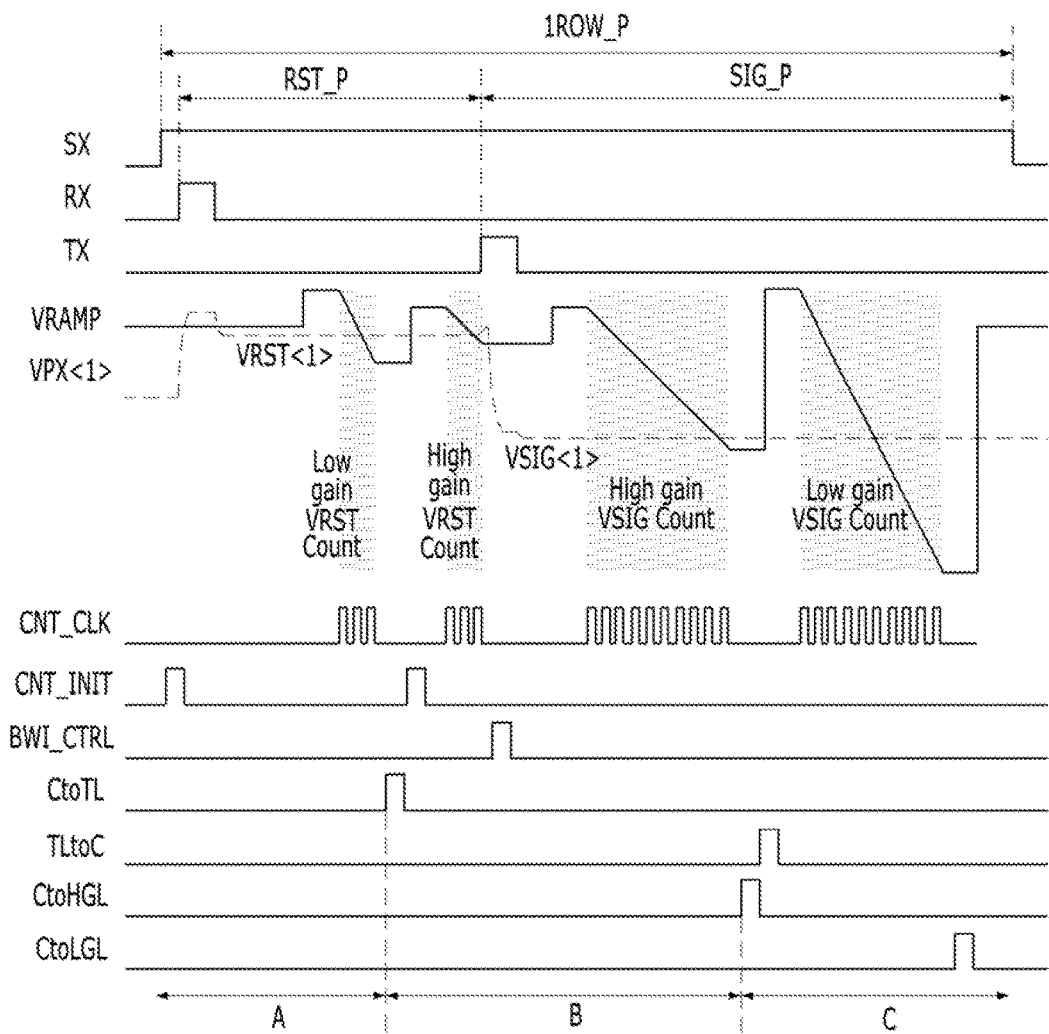 1ROW_P
RST_P
SIG_P
SX
RX
TX
VRAMP
VPX<1>
VRST<1>
VSIG<1>
Low
gain
VRST
Count
High
gain
VRST
Count
High gain
VSIG Count
Low gain
VSIG Count
CNT_CLK
CNT_INIT
BWI_CTRL
CtoTL
TLtoC
CtoHGL
CtoLGL
A
B
C